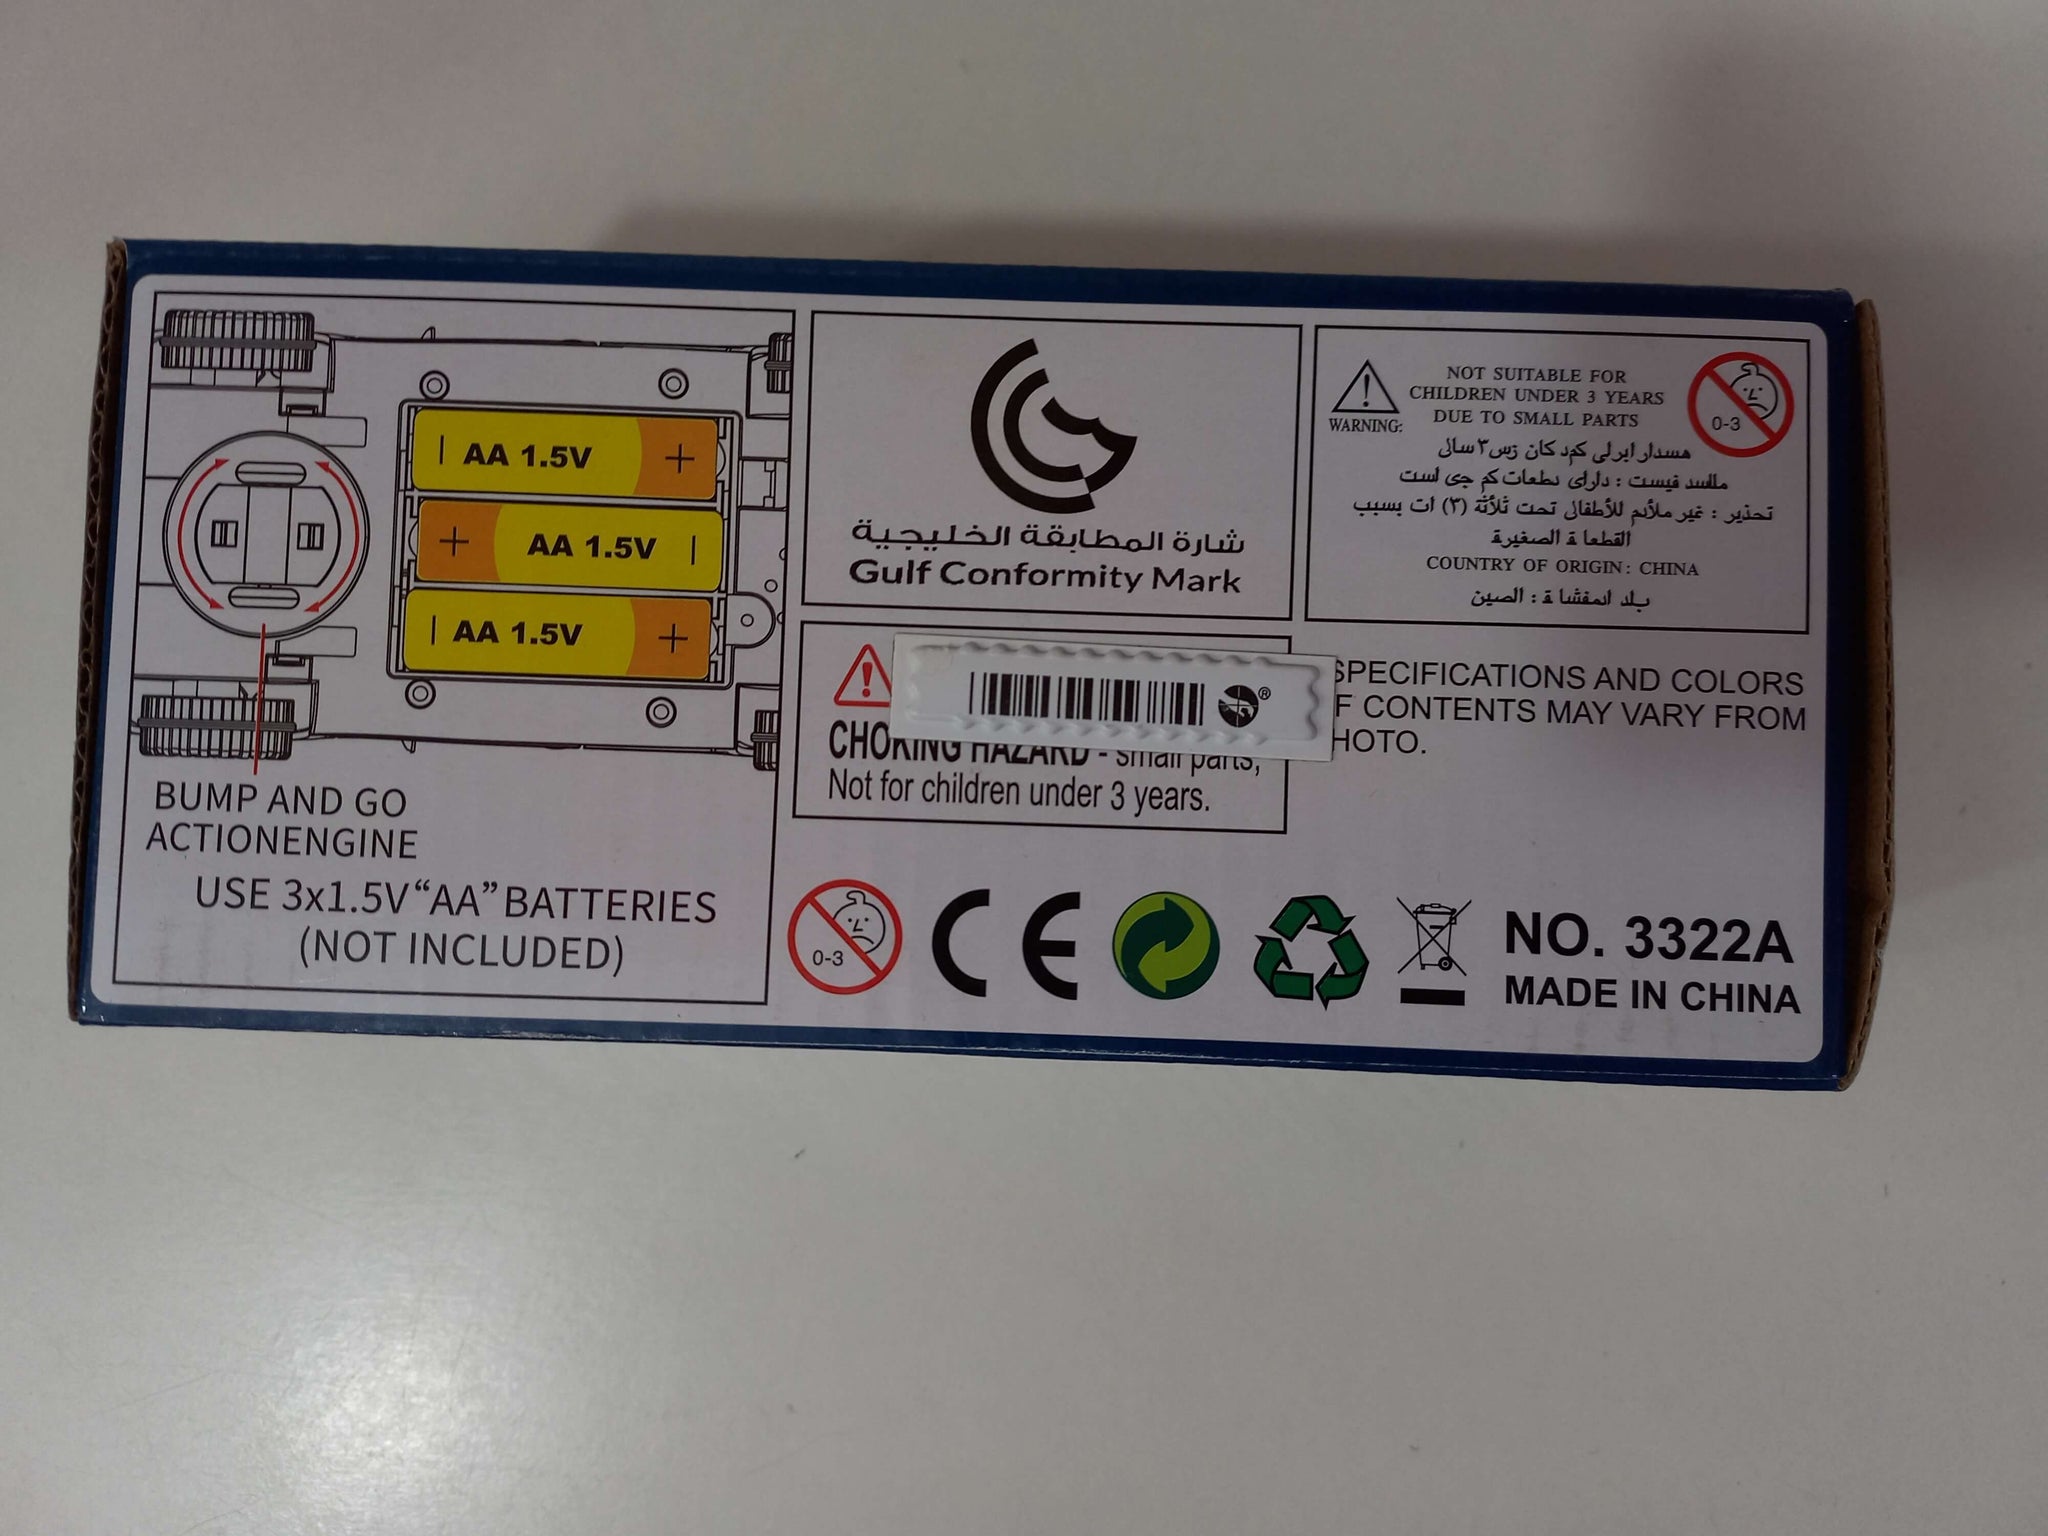 AA 1.5V
AA 1.5V
AA 1.5V
BUMP AND GO
ACTIONENGINE
USE 3x1.5V“AA”BATTERIES
(NOT INCLUDED)
شارة المطابقة الخليجية
Gulf Conformity Mark
WARNING:
NOT SUITABLE FOR
CHILDREN UNDER 3 YEARS
DUE TO SMALL PARTS
0-3
تحذير : غير ملائم للأطفال تحت ثلاثة (٣) ات بسبب
القطعا ة الصغيرة
COUNTRY OF ORIGIN: CHINA
الصين
CHOKING HAZARD - small parts,
Not for children under 3 years.
SPECIFICATIONS AND COLORS
F CONTENTS MAY VARY FROM
HOTO.
0-3
CE
NO. 3322A
MADE IN CHINA